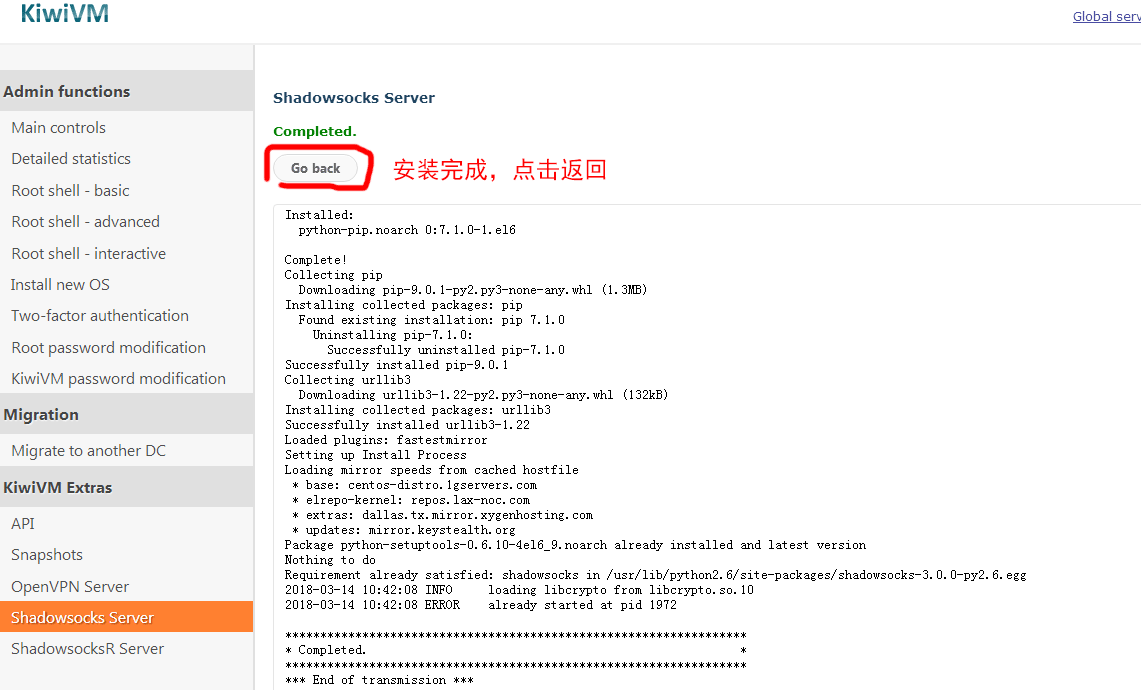 KiwiVM
Global serv
Admin functions
Main controls
Detailed statistics
Root shell - basic
Root shell - advanced
Root shell - interactive
Install new OS
Two-factor authentication
Root password modification
KiwiVM password modification
Migration
Migrate to another DC
KiwiVM Extras
API
Snapshots
OpenVPN Server
Shadowsocks Server
ShadowsocksR Server
Shadowsocks Server
Completed.
Go back 安装完成，点击返回
Installed:
  python-pip.noarch 0:7.1.0-1.el6
Complete!
Collecting pip
  Downloading pip-9.0.1-py2.py3-none-any.whl (1.3MB)
Installing collected packages: pip
  Found existing installation: pip 7.1.0
    Uninstalling pip-7.1.0:
      Successfully uninstalled pip-7.1.0
Successfully installed pip-9.0.1
Collecting urllib3
  Downloading urllib3-1.22-py2.py3-none-any.whl (132kB)
Installing collected packages: urllib3
Successfully installed urllib3-1.22
Loaded plugins: fastestmirror
Setting up Install Process
Loading mirror speeds from cached hostfile
 * base: centos-distro.1gservers.com
 * elrepo-kernel: repos.lax-noc.com
 * extras: dallas.tx.mirror.xygenhosting.com
 * updates: mirror.keystealth.org
Package python-setuptools-0.6.10-4el6_9.noarch already installed and latest version
Nothing to do
Requirement already satisfied: shadowsocks in /usr/lib/python2.6/site-packages/shadowsocks-3.0.0-py2.6.egg
2018-03-14 10:42:08 INFO     loading libcrypto from libcrypto.so.10
2018-03-14 10:42:08 ERROR    already started at pid 1972
******************************************************************
* Completed.                                                     *
******************************************************************
*** End of transmission ***